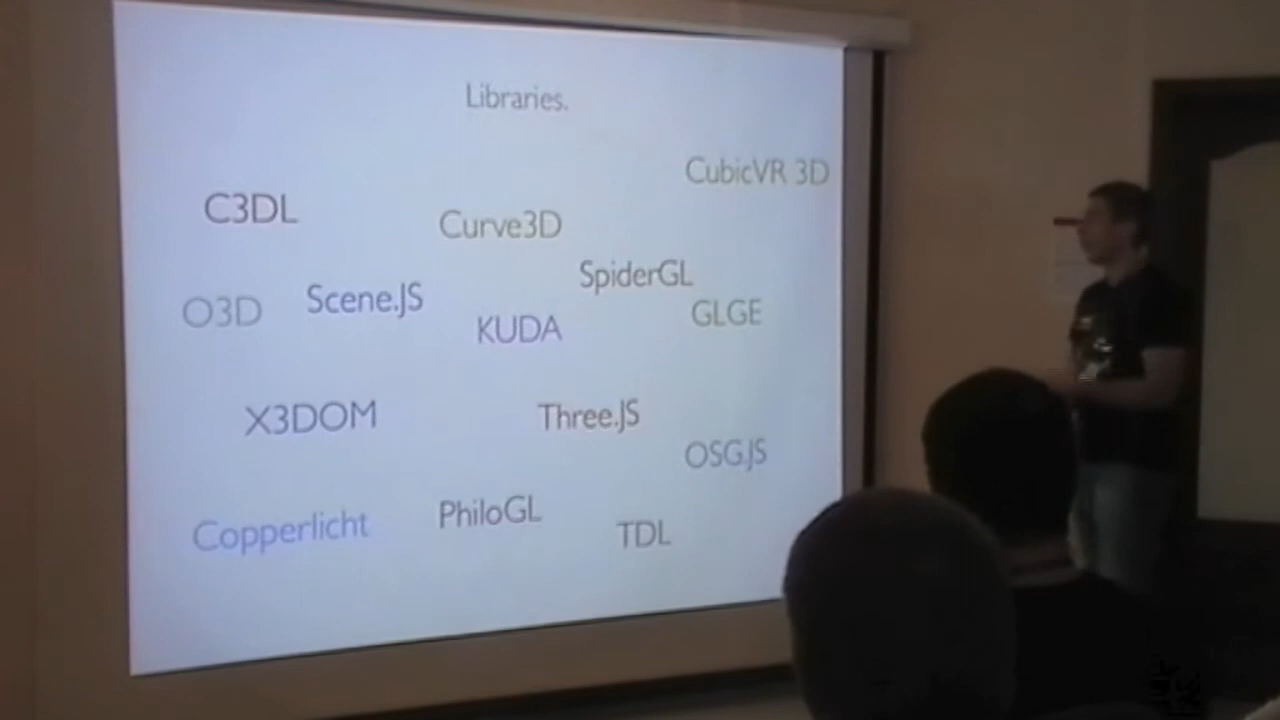 Libraries.
CubicVR 3D
C3DL
Curve3D
SpiderGL
O3D
Scene.JS
GLGE
KUDA
X3DOM
Three.JS
OSG.JS
Copperlicht
PhiloGL
TDL